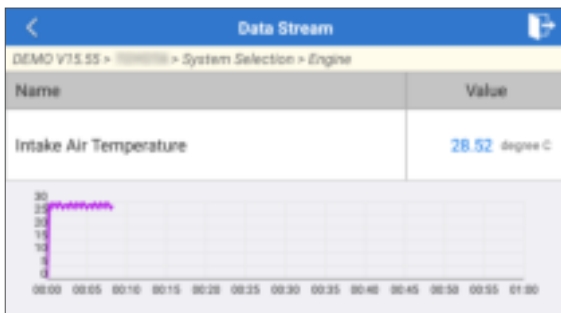 Data Stream
DEMO V15.55 > > System Selection > Engine
Name Value
Intake Air Temperature 28.52 degree C
30
25
20
15
10
5
0
00:00 00:05 00:10 00:15 00:20 00:25 00:30 00:35 00:40 00:45 00:50 00:55 01:00